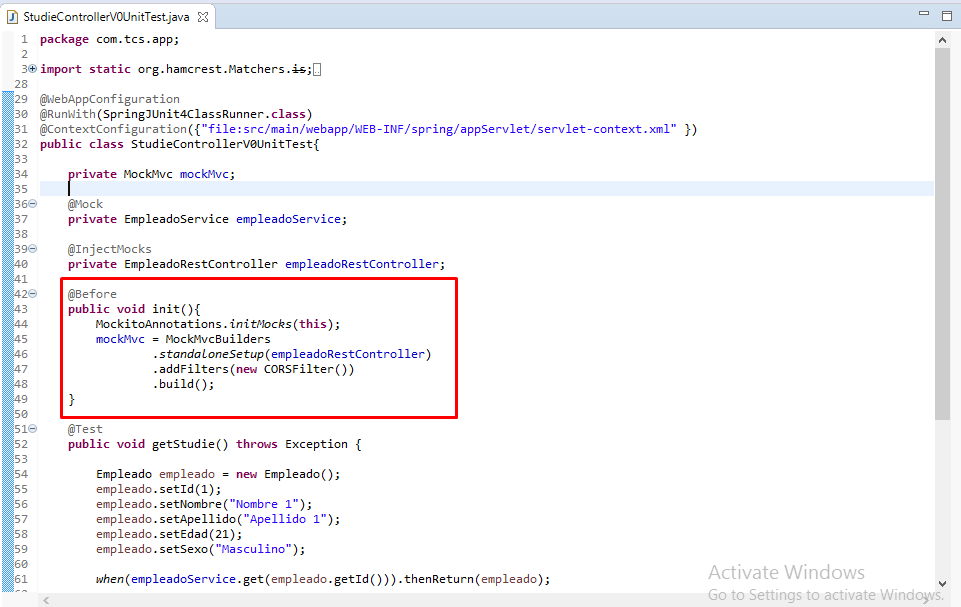 StudieControllerV0UnitTest.java
1 package com.tcs.app;
2
3 import static org.hamcrest.Matchers.is;
28
29 @WebAppConfiguration
30 @RunWith(SpringJUnit4ClassRunner.class)
31 @ContextConfiguration({"file:src/main/webapp/WEB-INF/spring/appServlet/servlet-context.xml" })
32 public class StudieControllerV0UnitTest{
33
34 private MockMvc mockMvc;
35
36 @Mock
37 private EmpleadoService empleadoService;
38
39 @InjectMocks
40 private EmpleadoRestController empleadoRestController;
41
42 @Before
43 public void init(){
44 MockitoAnnotations.initMocks(this);
45 mockMvc = MockMvcBuilders
46 .standaloneSetup(empleadoRestController)
47 .addFilters(new CORSFilter())
48 .build();
49 }
50
51 @Test
52 public void getStudie() throws Exception {
53
54 Empleado empleado = new Empleado();
55 empleado.setId(1);
56 empleado.setNombre("Nombre 1");
57 empleado.setApellido("Apellido 1");
58 empleado.setEdad(21);
59 empleado.setSexo("Masculino");
60
61 when(empleadoService.get(empleado.getId())).thenReturn(empleado);
Activate Windows
Go to Settings to activate Windows.